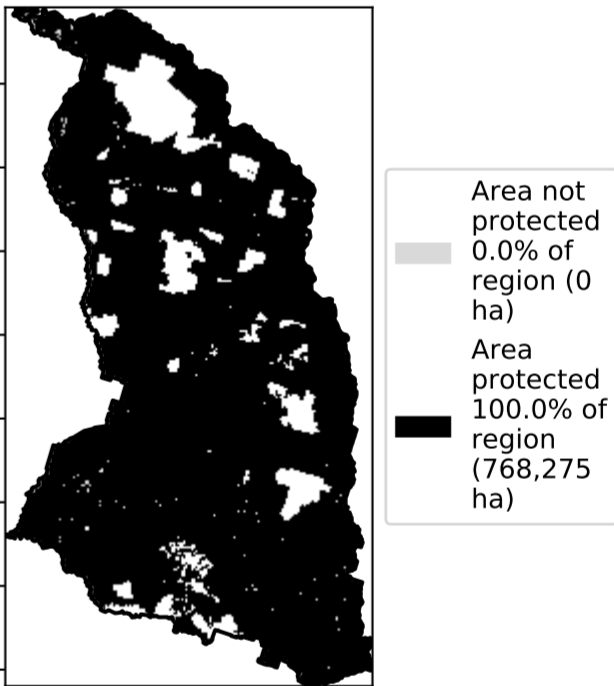 Area not
protected
0.0% of
region (0
ha)
Area
protected
100.0% of
region
(768,275
ha)